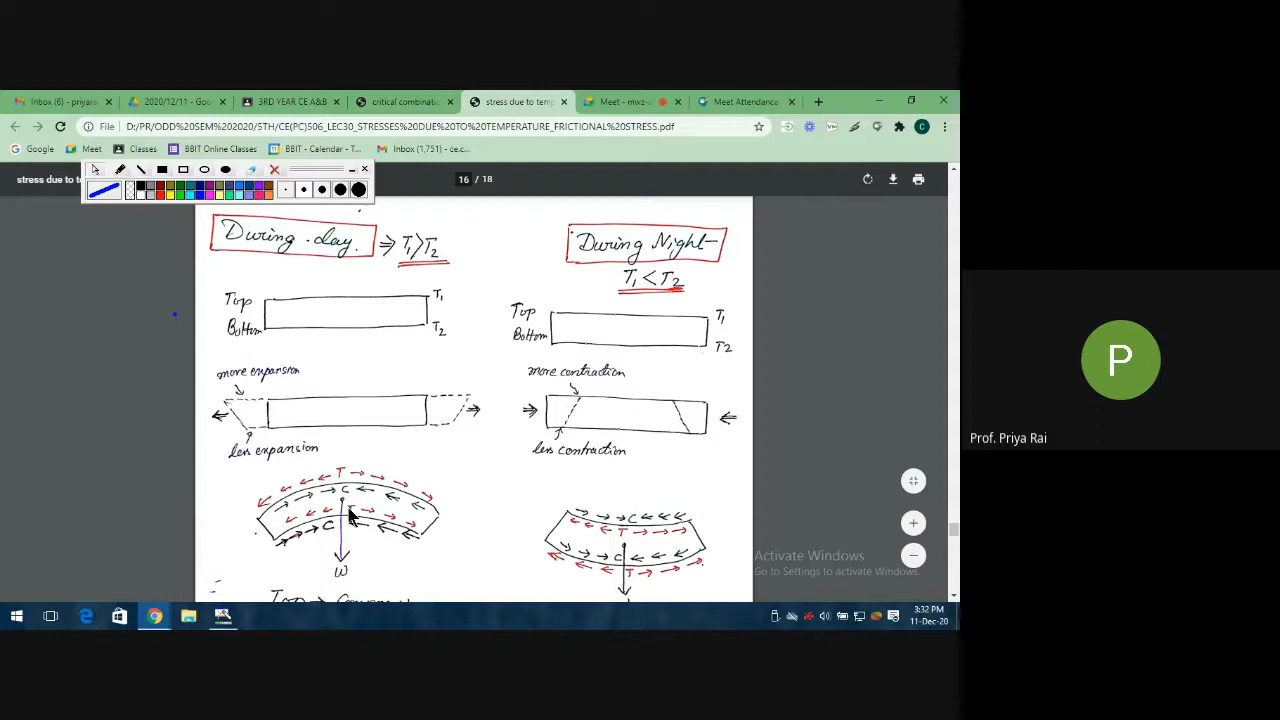 Inbox (6) - priyara
2020/12/11 - Goo
3RD YEAR CE A&B
critical combinatio
stress due to temp
Meet - mwz-a
Meet Attendance
File
D:/PR/ODD%20SEM%202020/5TH/CE(PC)506_LEC30_STRESSES%20DUE%20TO%20TEMPERATURE_FRICTIONAL%20STRESS.pdf
Google
Meet
Classes
BBIT Online Classes
BBIT - Calendar - T...
Inbox (1,751) - ce.c...
stress due to te
16 / 18
During day. ⇒ T1>T2
During Night
T1 < T2
Top T1
Bottom T2
Top T1
Bottom T2
more expansion
less expansion
more contraction
less contraction
T
C
T
C
W
C
T
C
T
Activate Windows
Go to Settings to activate Windows.
P
Prof. Priya Rai
3:32 PM
11-Dec-20